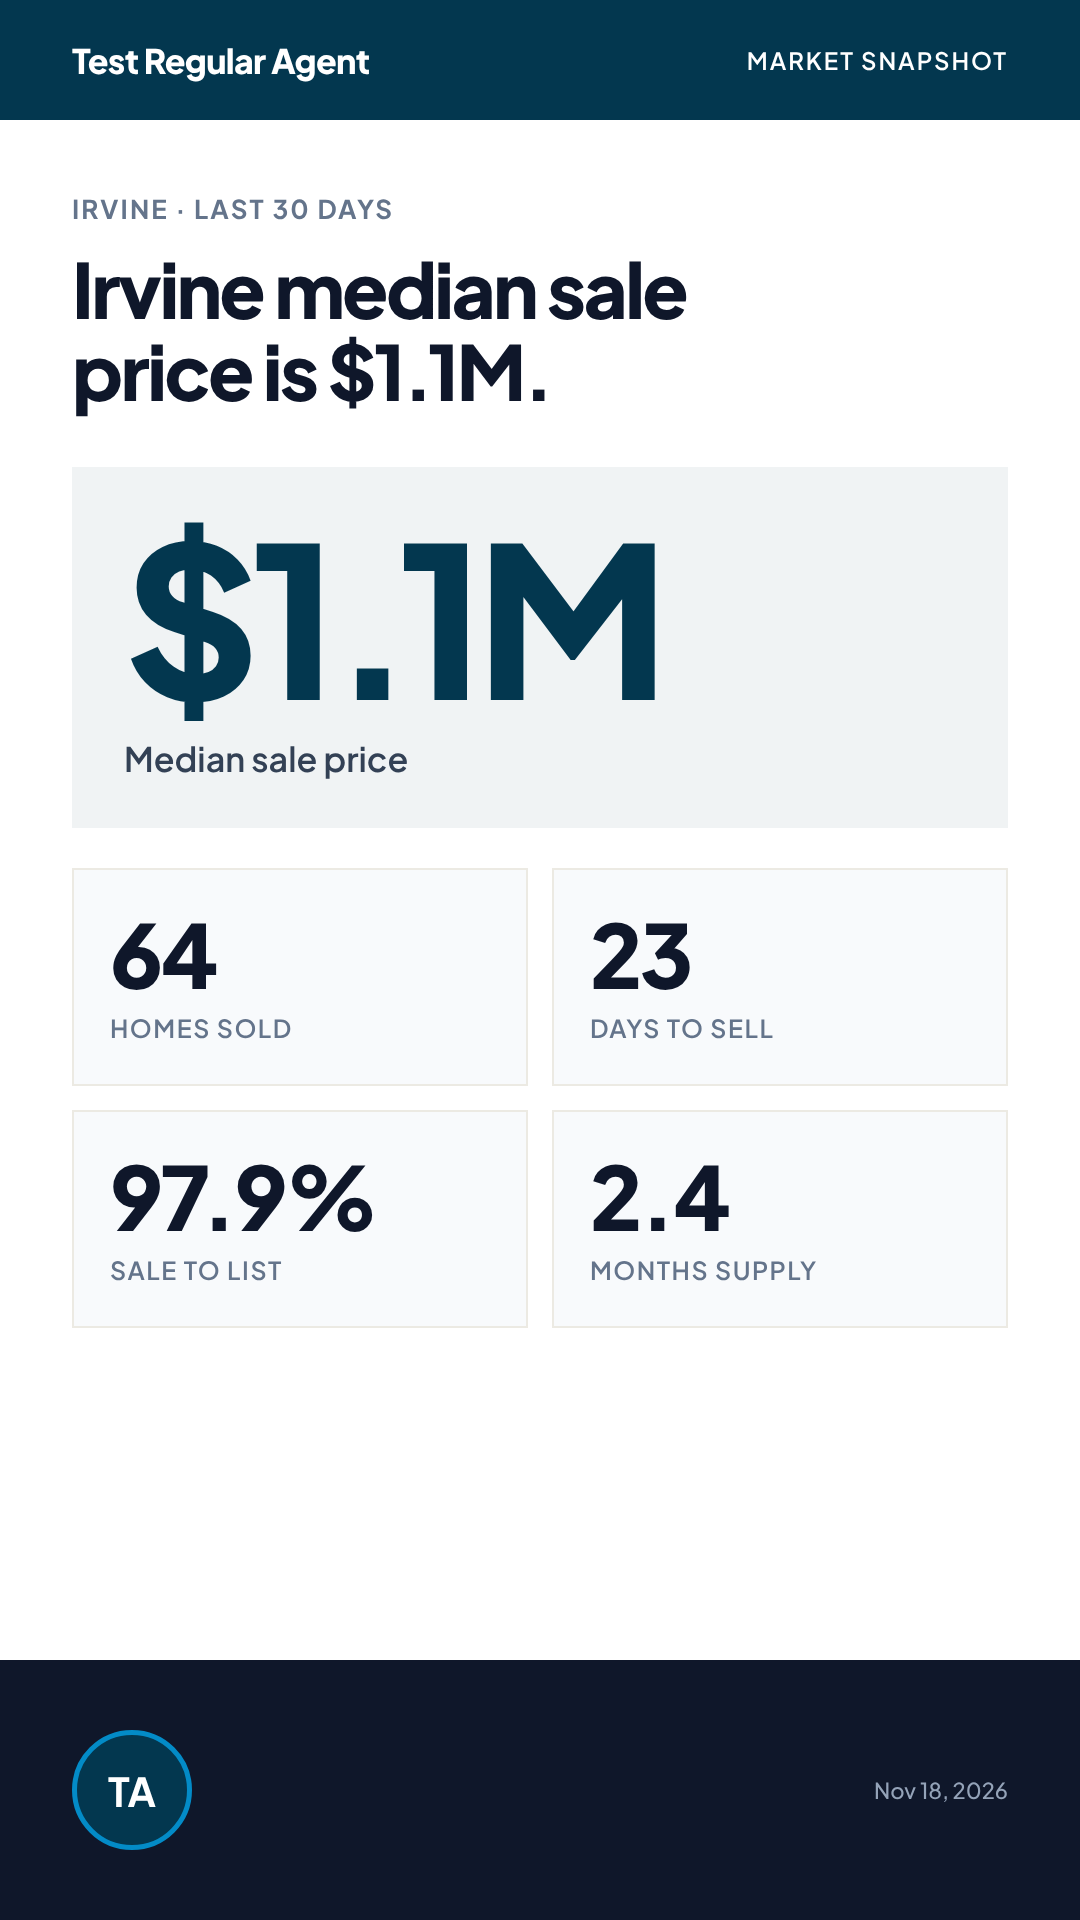 Test Regular Agent
MARKET SNAPSHOT
IRVINE · LAST 30 DAYS
Irvine median sale
price is $1.1M.
$1.1M
Median sale price
64
HOMES SOLD
23
DAYS TO SELL
97.9%
SALE TO LIST
2.4
MONTHS SUPPLY
TA
Nov 18, 2026